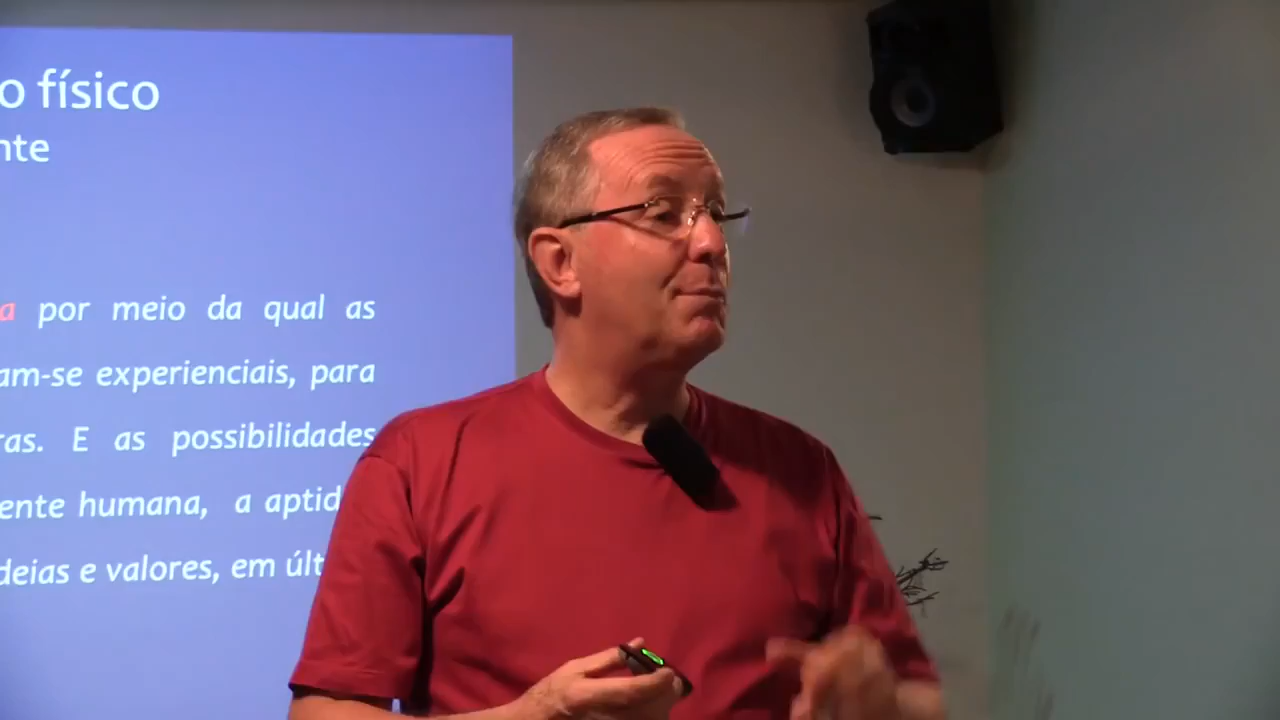 o físico
nte
a por meio da qual as
am-se experienciais, para
ras. E as possibilidades
ente humana, a aptid
deias e valores, em últ